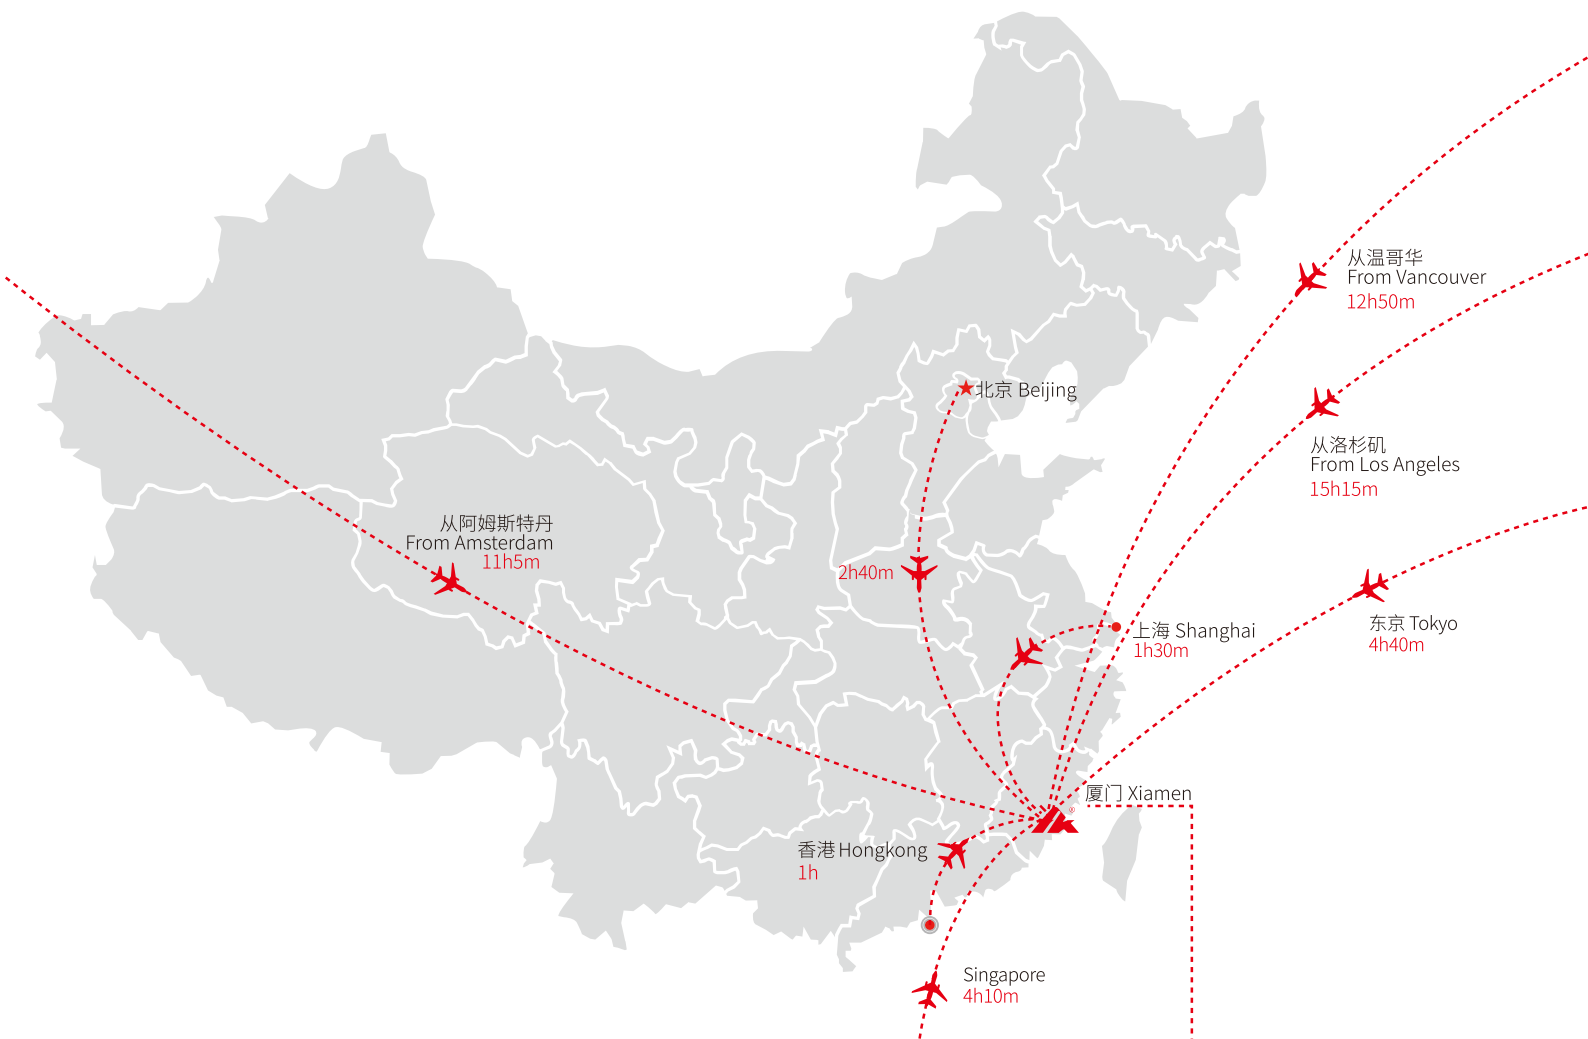 从温哥华
From Vancouver
12h50m
北京 Beijing
从洛杉矶
From Los Angeles
15h15m
从阿姆斯特丹
From Amsterdam
11h5m
2h40m
东京 Tokyo
4h40m
上海 Shanghai
1h30m
厦门 Xiamen
®
香港 Hongkong
1h
Singapore
4h10m